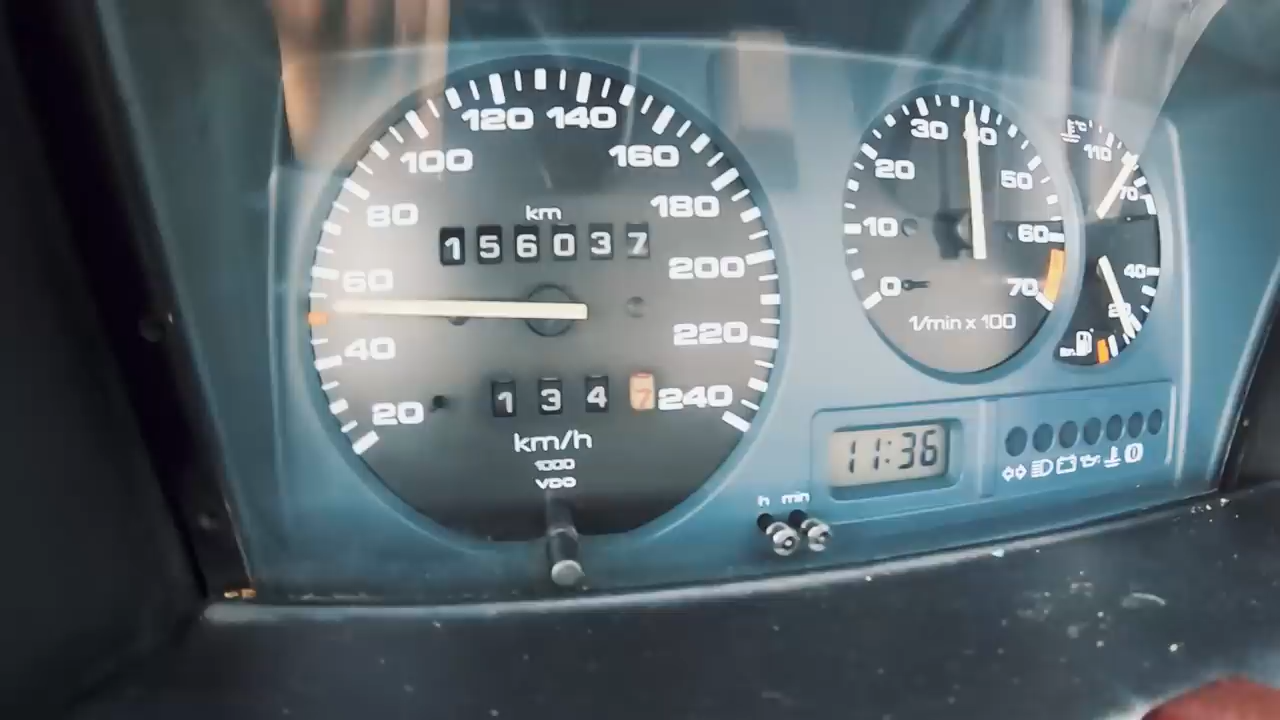 120 140
100 160
80 180
km
156037
60 200
40 220
1347
20 240
km/h
1000
VDO
30 40
20 50
10 60
0 70
1/min x 100
°C
110
70
40
11:36
h min